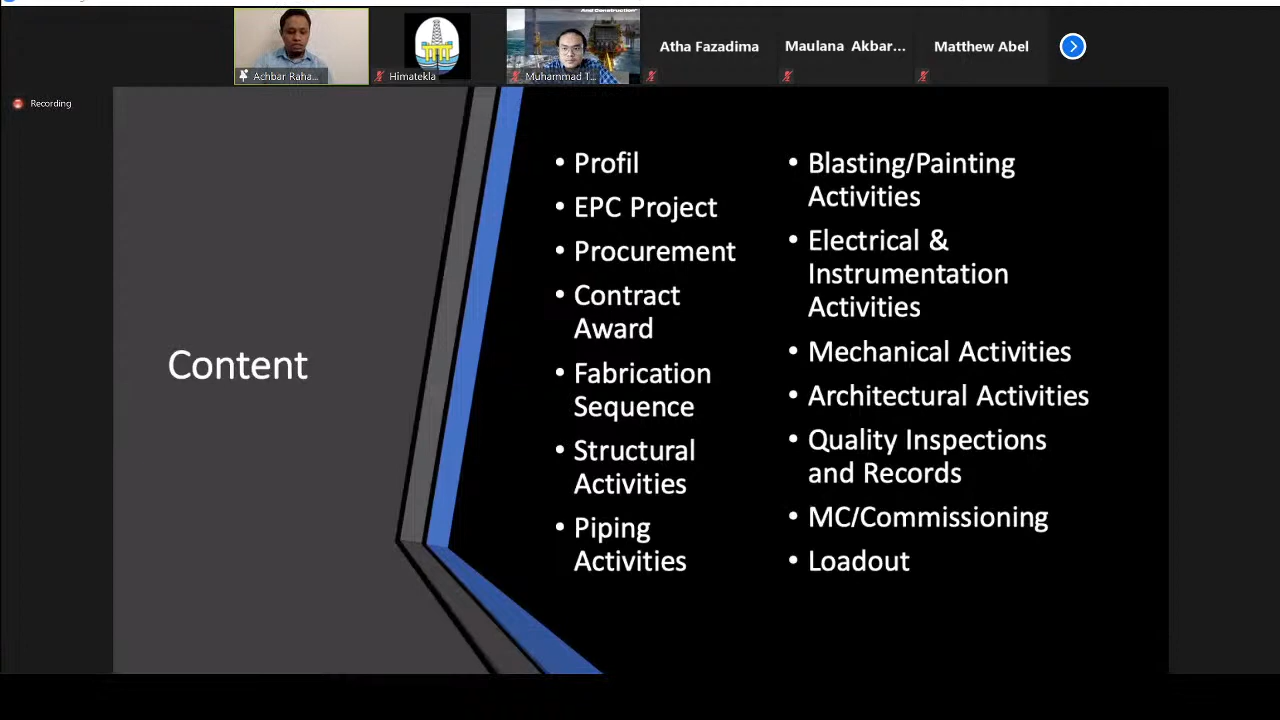 And Construction
Achbar Raha...
Himatekla
Muhammad T...
Atha Fazadima
Maulana Akbar...
Matthew Abel
Recording
Content
• Profil
• EPC Project
• Procurement
• Contract
Award
• Fabrication
Sequence
• Structural
Activities
• Piping
Activities
• Blasting/Painting
Activities
• Electrical &
Instrumentation
Activities
• Mechanical Activities
• Architectural Activities
• Quality Inspections
and Records
• MC/Commissioning
• Loadout